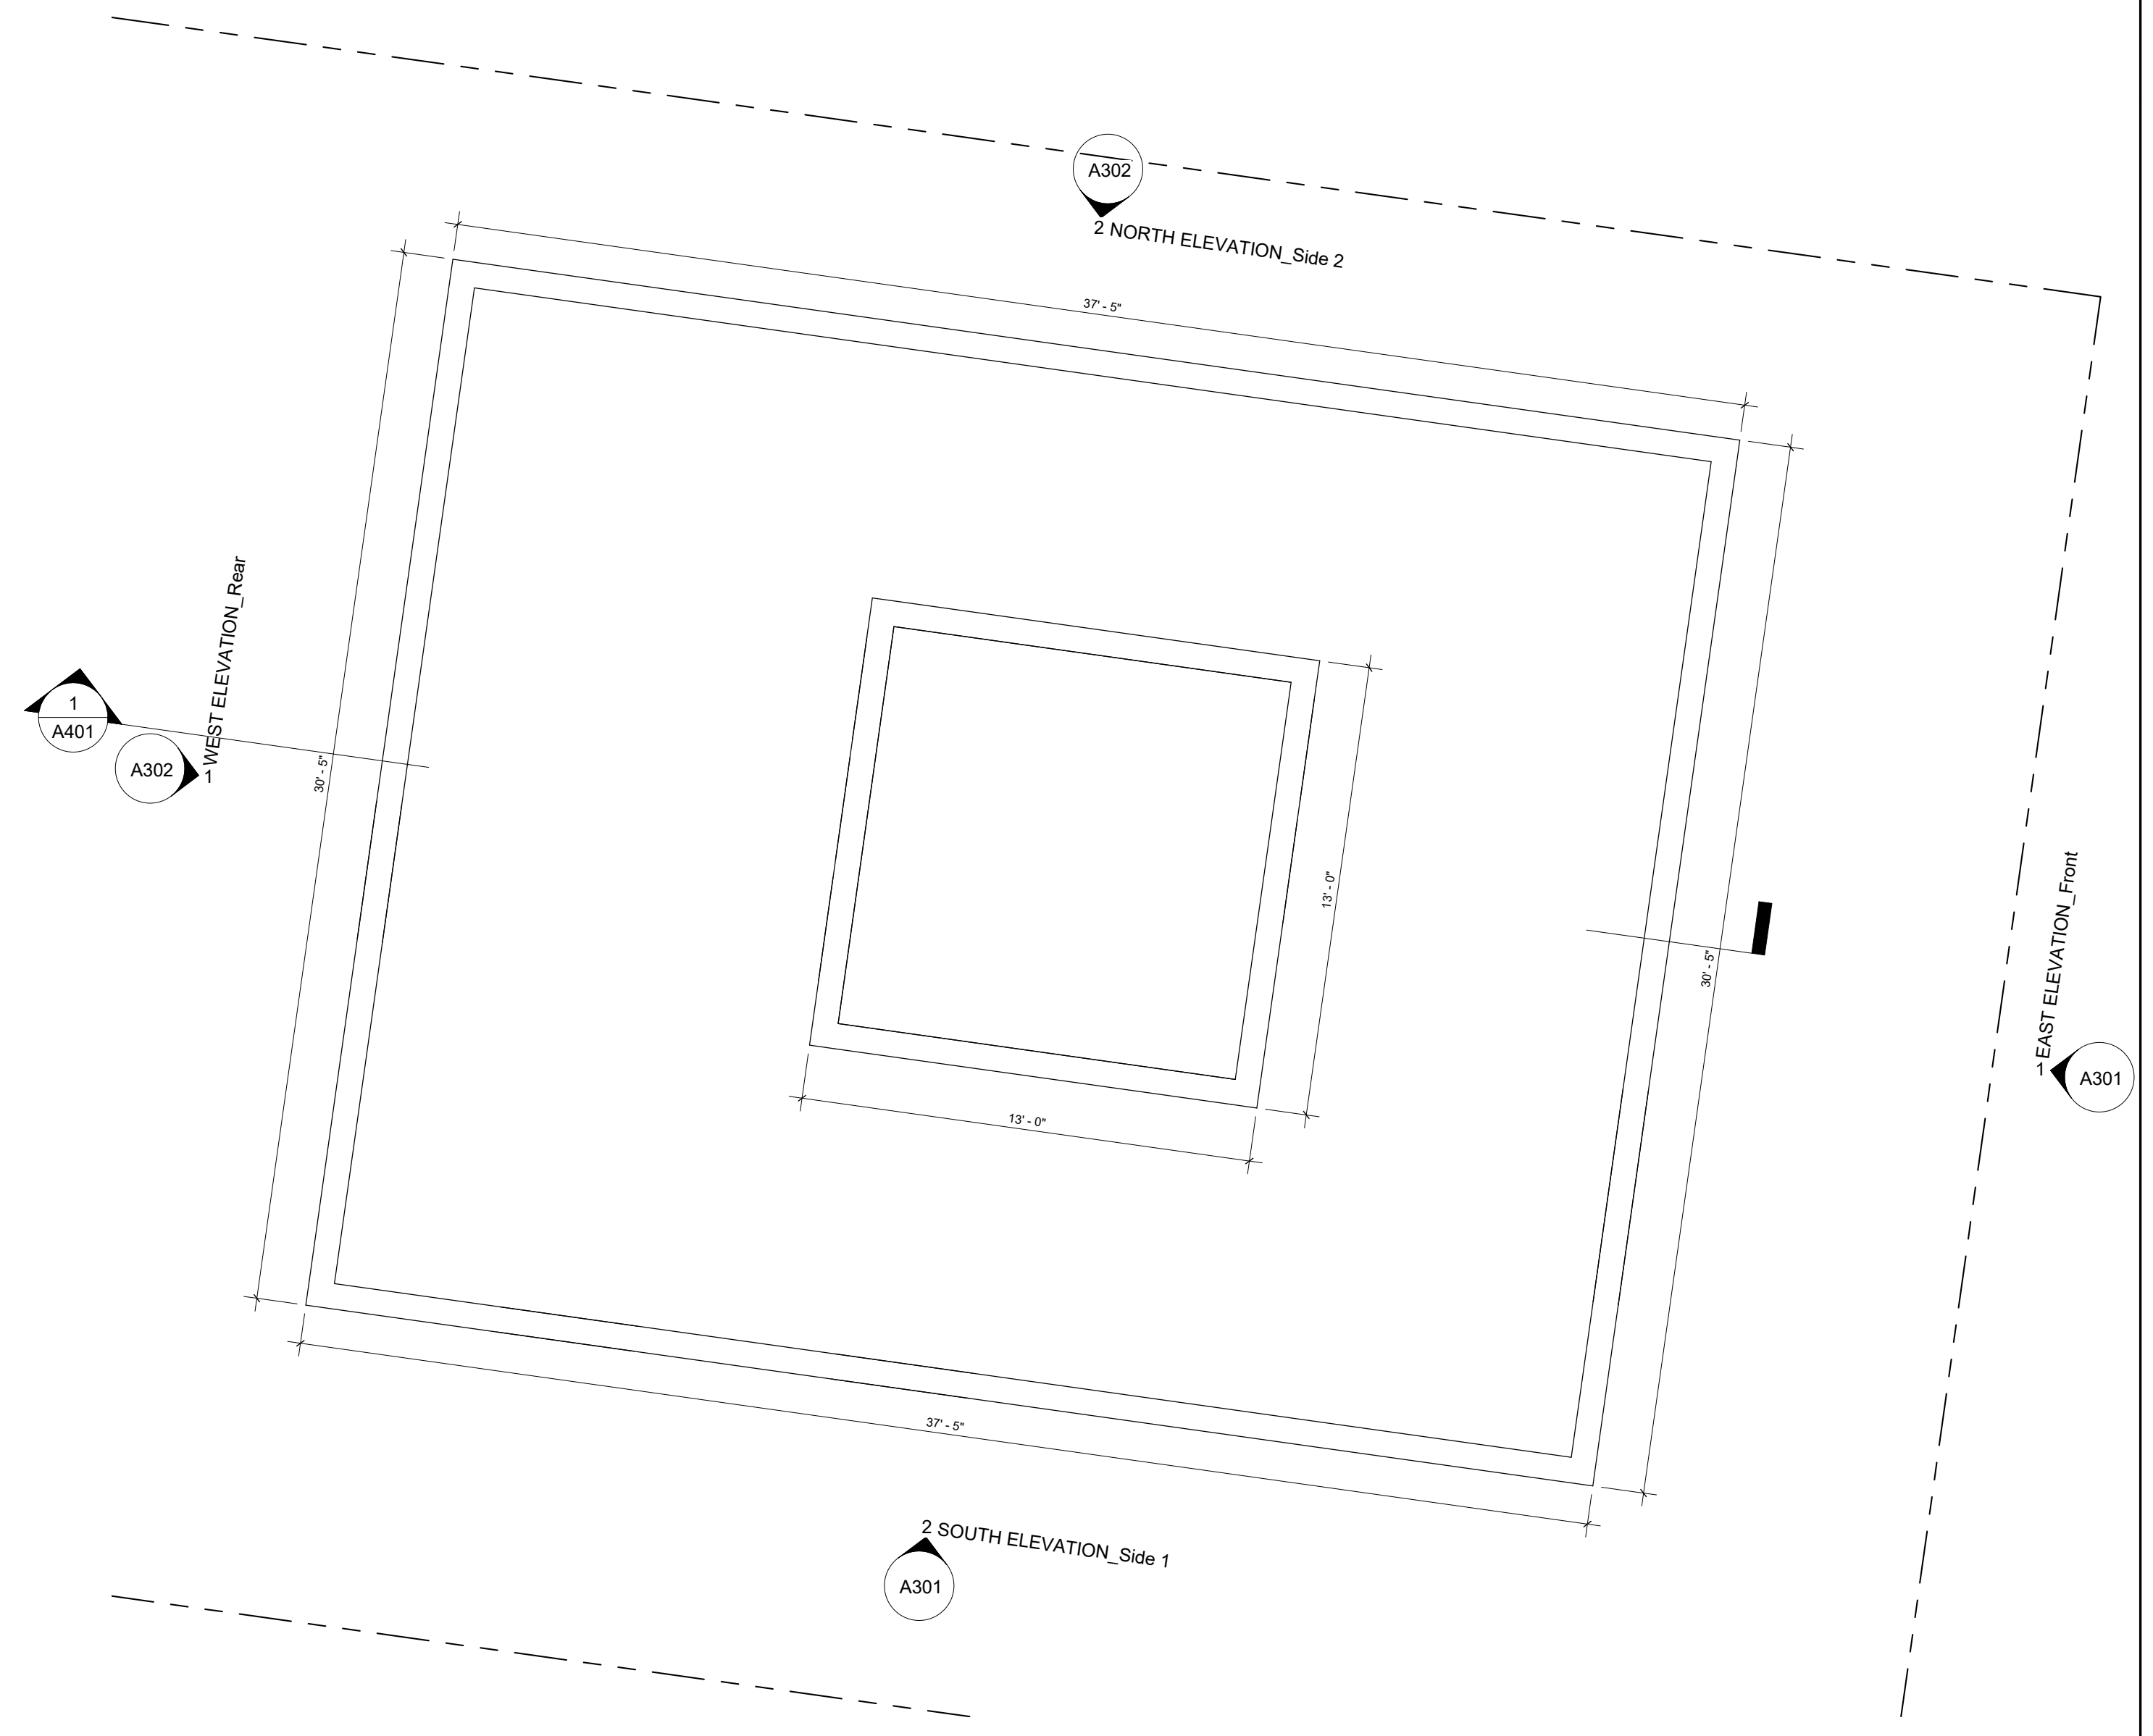 A302
2 NORTH ELEVATION_Side 2
37' - 5"
WEST ELEVATION_Rear
1
A401
A302
1
30' - 5"
13' - 0"
30' - 5"
EAST ELEVATION_Front
1
A301
13' - 0"
37' - 5"
2 SOUTH ELEVATION_Side 1
A301